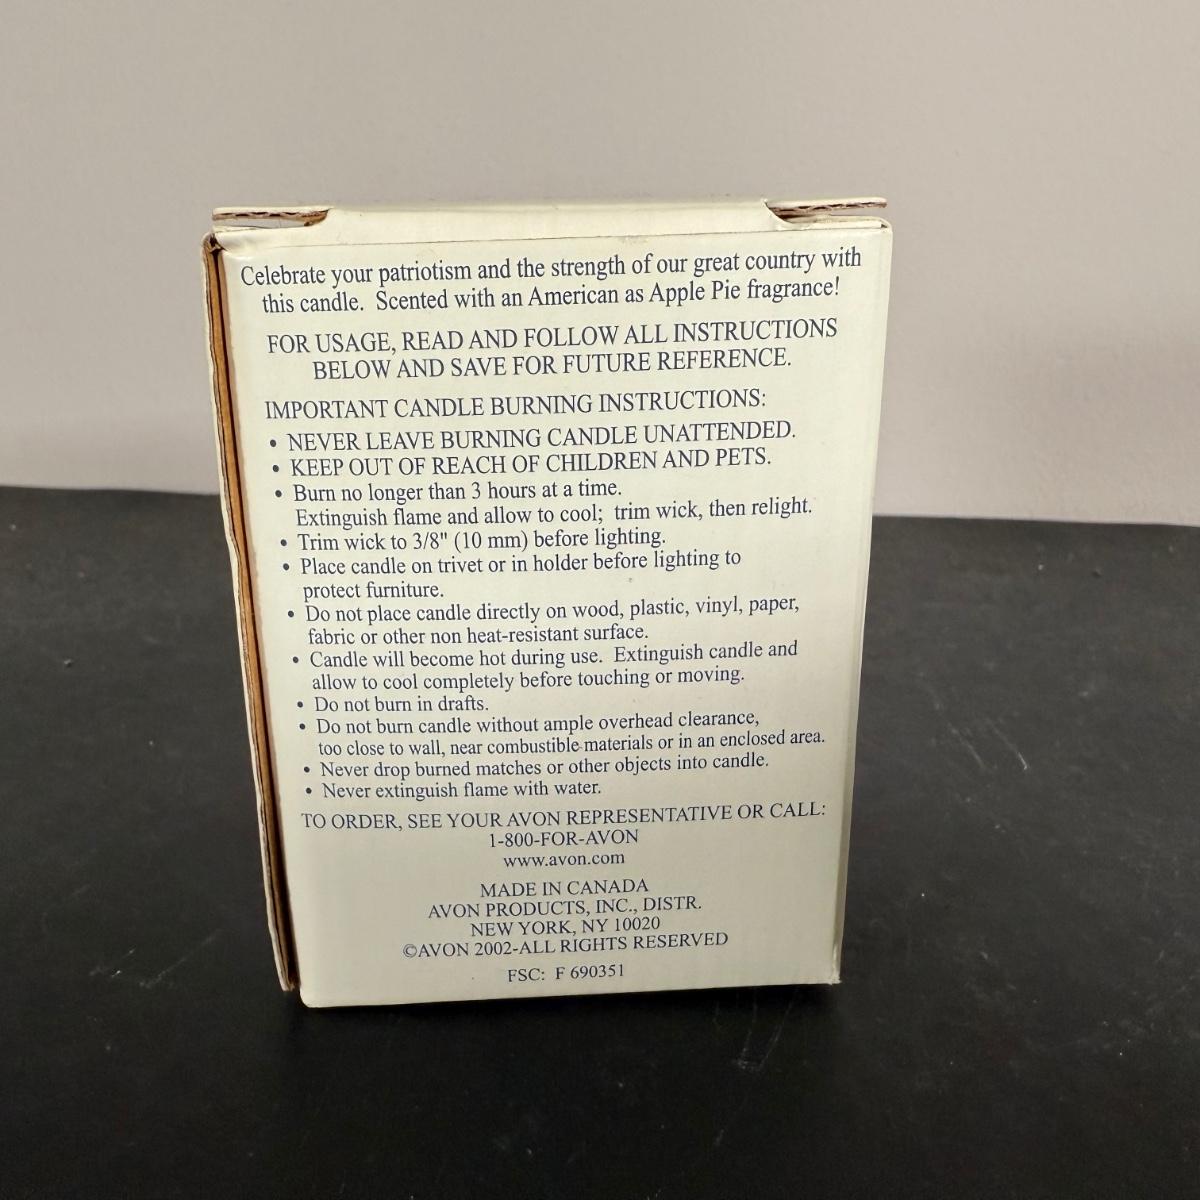 Celebrate your patriotism and the strength of our great country with
this candle. Scented with an American as Apple Pie fragrance!
FOR USAGE, READ AND FOLLOW ALL INSTRUCTIONS
BELOW AND SAVE FOR FUTURE REFERENCE.
IMPORTANT CANDLE BURNING INSTRUCTIONS:
• NEVER LEAVE BURNING CANDLE UNATTENDED.
• KEEP OUT OF REACH OF CHILDREN AND PETS.
• Burn no longer than 3 hours at a time.
Extinguish flame and allow to cool; trim wick, then relight.
• Trim wick to 3/8" (10 mm) before lighting.
• Place candle on trivet or in holder before lighting to
protect furniture.
• Do not place candle directly on wood, plastic, vinyl, paper,
fabric or other non heat-resistant surface.
• Candle will become hot during use. Extinguish candle and
allow to cool completely before touching or moving.
• Do not burn in drafts.
• Do not burn candle without ample overhead clearance,
too close to wall, near combustible materials or in an enclosed area.
• Never drop burned matches or other objects into candle.
• Never extinguish flame with water.
TO ORDER, SEE YOUR AVON REPRESENTATIVE OR CALL:
1-800-FOR-AVON
www.avon.com
MADE IN CANADA
AVON PRODUCTS, INC., DISTR.
NEW YORK, NY 10020
©AVON 2002-ALL RIGHTS RESERVED
FSC: F 690351